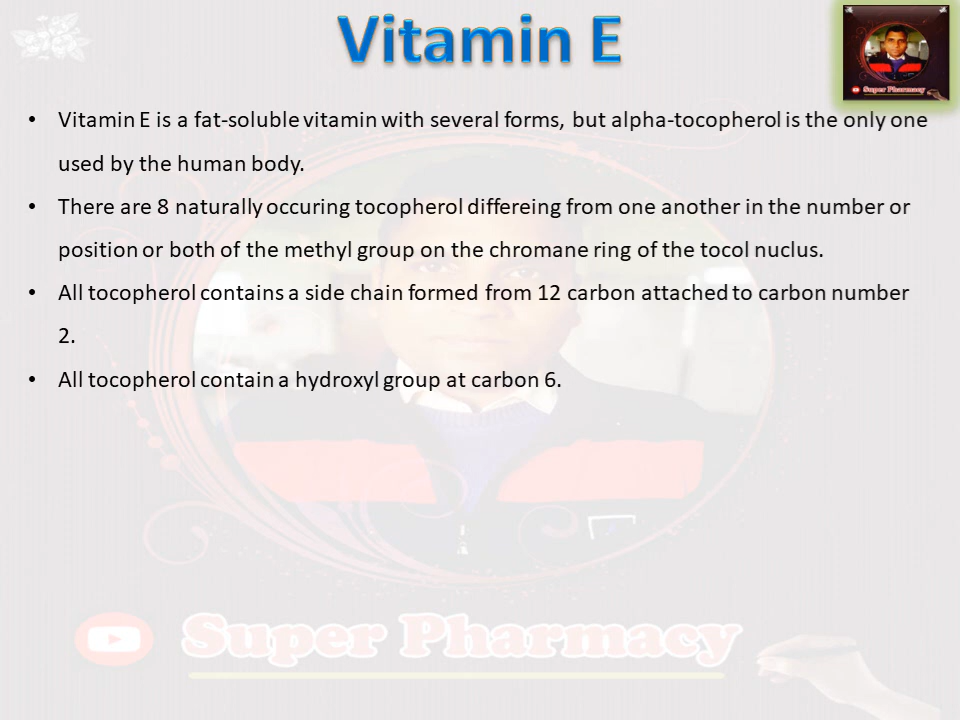 Vitamin E
Super Pharmacy
• Vitamin E is a fat-soluble vitamin with several forms, but alpha-tocopherol is the only one
used by the human body.
• There are 8 naturally occuring tocopherol differeing from one another in the number or
position or both of the methyl group on the chromane ring of the tocol nuclus.
• All tocopherol contains a side chain formed from 12 carbon attached to carbon number
2.
• All tocopherol contain a hydroxyl group at carbon 6.
Super Pharmacy